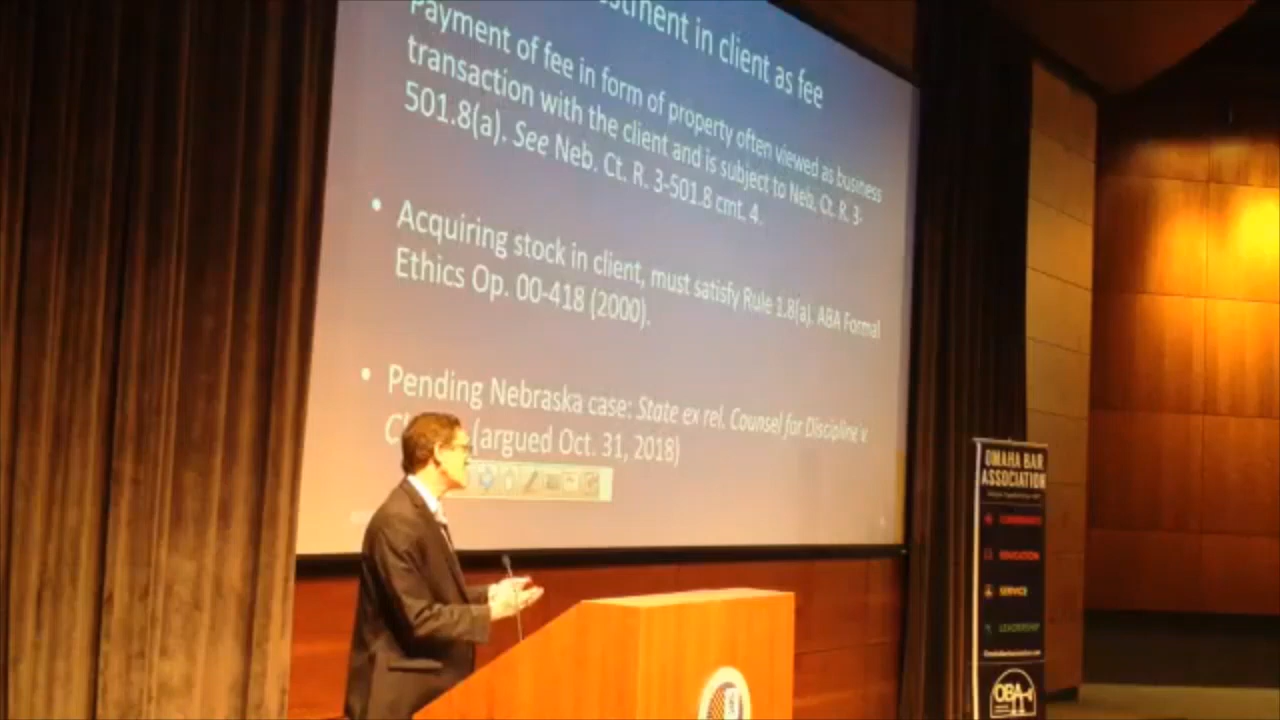 in client as fee
Payment of fee in form of property often viewed as business
transaction with the client and is subject to Neb. Ct. R. 3-
501.8(a). See Neb. Ct. R. 3-501.8 cmt. 4.
• Acquiring stock in client, must satisfy Rule 1.8(a). ABA Formal
Ethics Op. 00-418 (2000).
• Pending Nebraska case: State ex rel. Counsel for Discipline v
(argued Oct. 31, 2018)
OMAHA BAR
ASSOCIATION
EDUCATION
SERVICE
LEADERSHIP
OBA